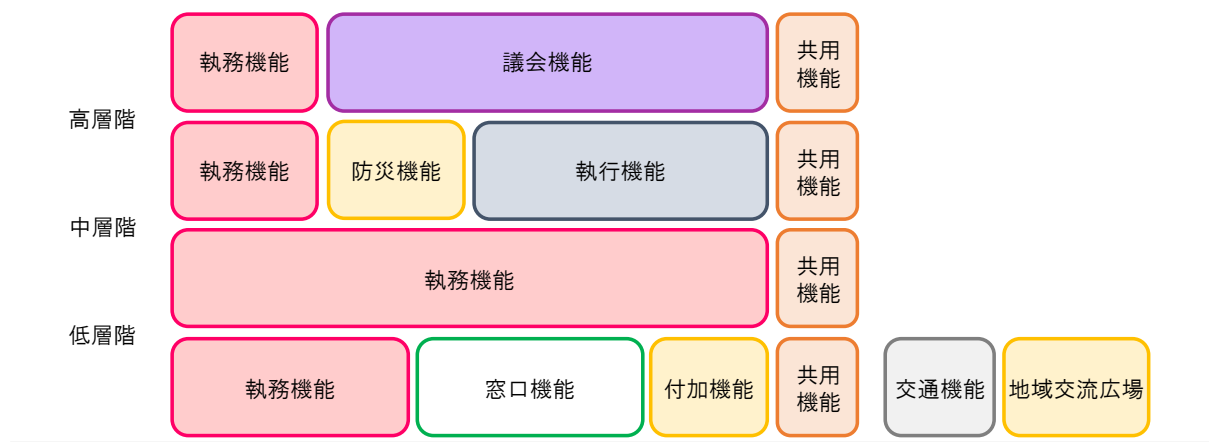 執務機能
議会機能
共用
機能
高層階
執務機能
防災機能
執行機能
共用
機能
中層階
執務機能
共用
機能
低層階
執務機能
窓口機能
付加機能
共用
機能
交通機能
地域交流広場